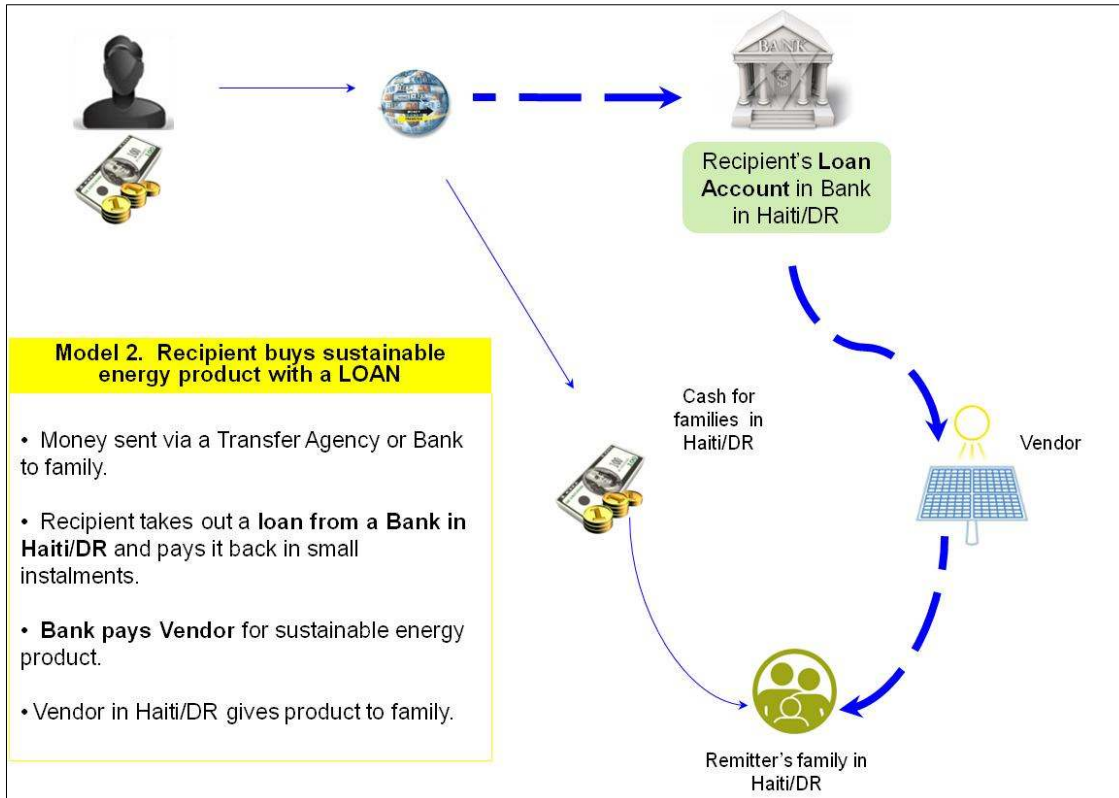 BANK
Recipient's Loan
Account in Bank
in Haiti/DR
Model 2. Recipient buys sustainable
energy product with a LOAN
• Money sent via a Transfer Agency or Bank
to family.
• Recipient takes out a loan from a Bank in
Haiti/DR and pays it back in small
instalments.
• Bank pays Vendor for sustainable energy
product.
• Vendor in Haiti/DR gives product to family.
Cash for
families in
Haiti/DR
Vendor
Remitter's family in
Haiti/DR